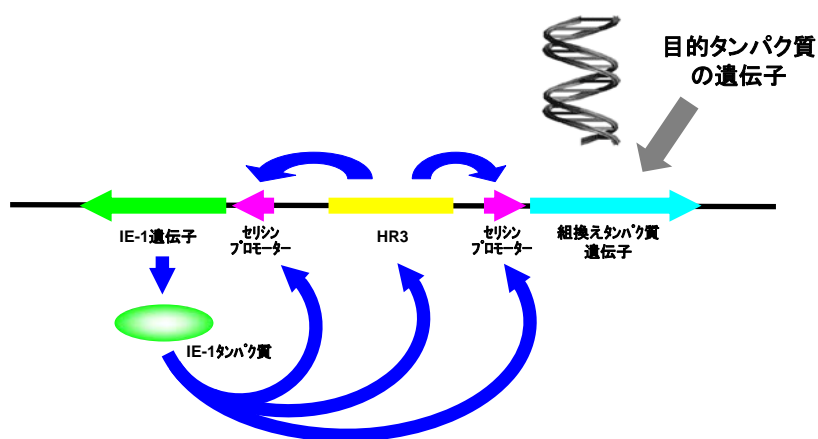 目的タンパク質
の遺伝子
IE-1遺伝子
セリシン
プロモーター
HR3
セリシン
プロモーター
組換えタンパク質
遺伝子
IE-1タンパク質